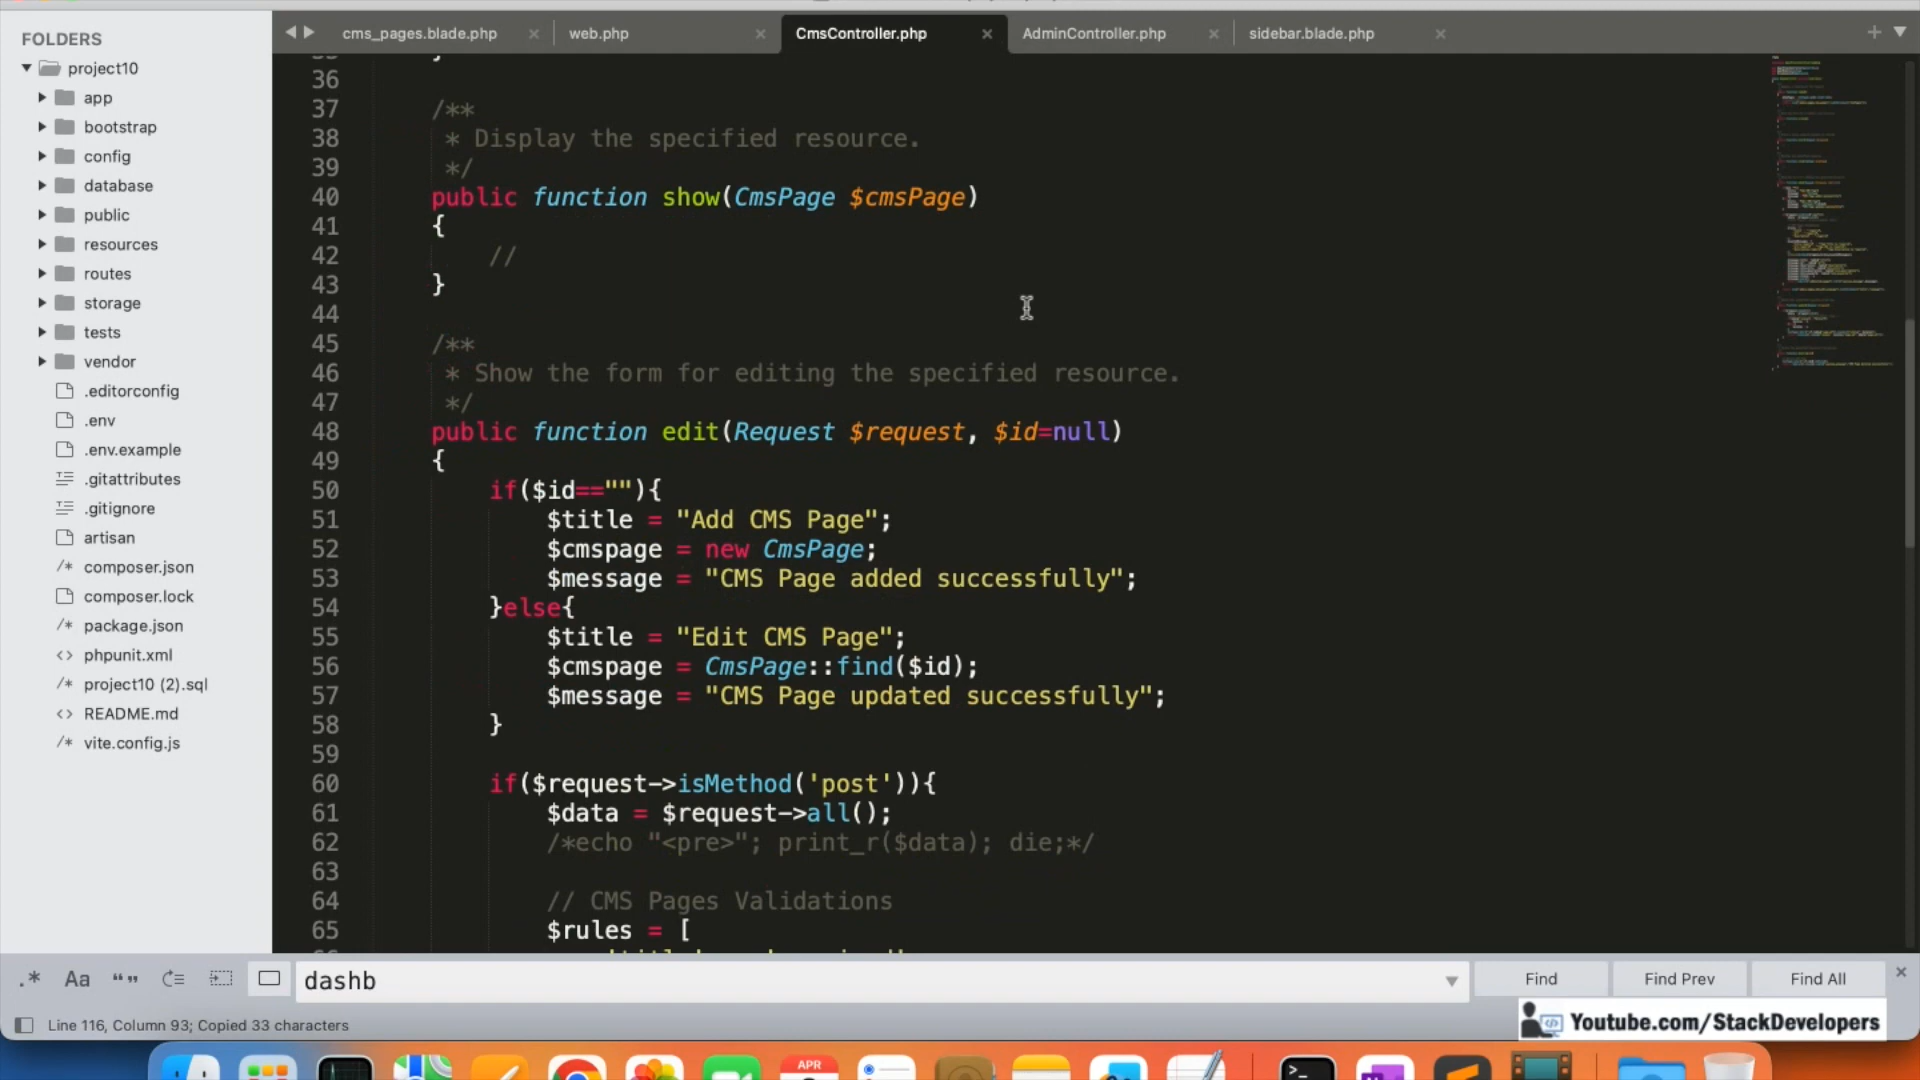 FOLDERS
project10
app
bootstrap
config
database
public
resources
routes
storage
tests
vendor
.editorconfig
.env
.env.example
.gitattributes
.gitignore
artisan
/* composer.json
composer.lock
/* package.json
<> phpunit.xml
/* project10 (2).sql
<> README.md
/* vite.config.js
cms_pages.blade.php
web.php
CmsController.php
AdminController.php
sidebar.blade.php
36
37 /**
38 * Display the specified resource.
39 */
40 public function show(CmsPage $cmsPage)
41 {
42 //
43 }
44
45 /**
46 * Show the form for editing the specified resource.
47 */
48 public function edit(Request $request, $id=null)
49 {
50 if($id==""){
51 $title = "Add CMS Page";
52 $cmspage = new CmsPage;
53 $message = "CMS Page added successfully";
54 }else{
55 $title = "Edit CMS Page";
56 $cmspage = CmsPage::find($id);
57 $message = "CMS Page updated successfully";
58 }
59
60 if($request->isMethod('post')){
61 $data = $request->all();
62 /*echo "<pre>"; print_r($data); die;*/
63
64 // CMS Pages Validations
65 $rules = [
.* Aa “” dashb Find Find Prev Find All
Line 116, Column 93; Copied 33 characters
Youtube.com/StackDevelopers
APR